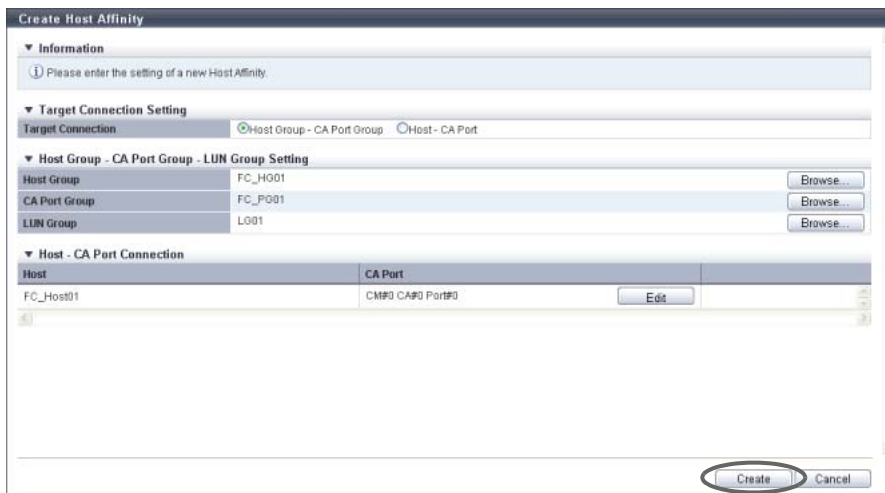 Create Host Affinity
Information
Please enter the setting of a new Host Affinity.
Target Connection Setting
Target Connection Host Group - CA Port Group Host - CA Port
Host Group - CA Port Group - LUN Group Setting
Host Group FC_HG01 Browse...
CA Port Group FC_PG01 Browse...
LUN Group LG01 Browse...
Host - CA Port Connection
Host CA Port
FC_Host01 CM#0 CA#0 Port#0 Edit
Create Cancel